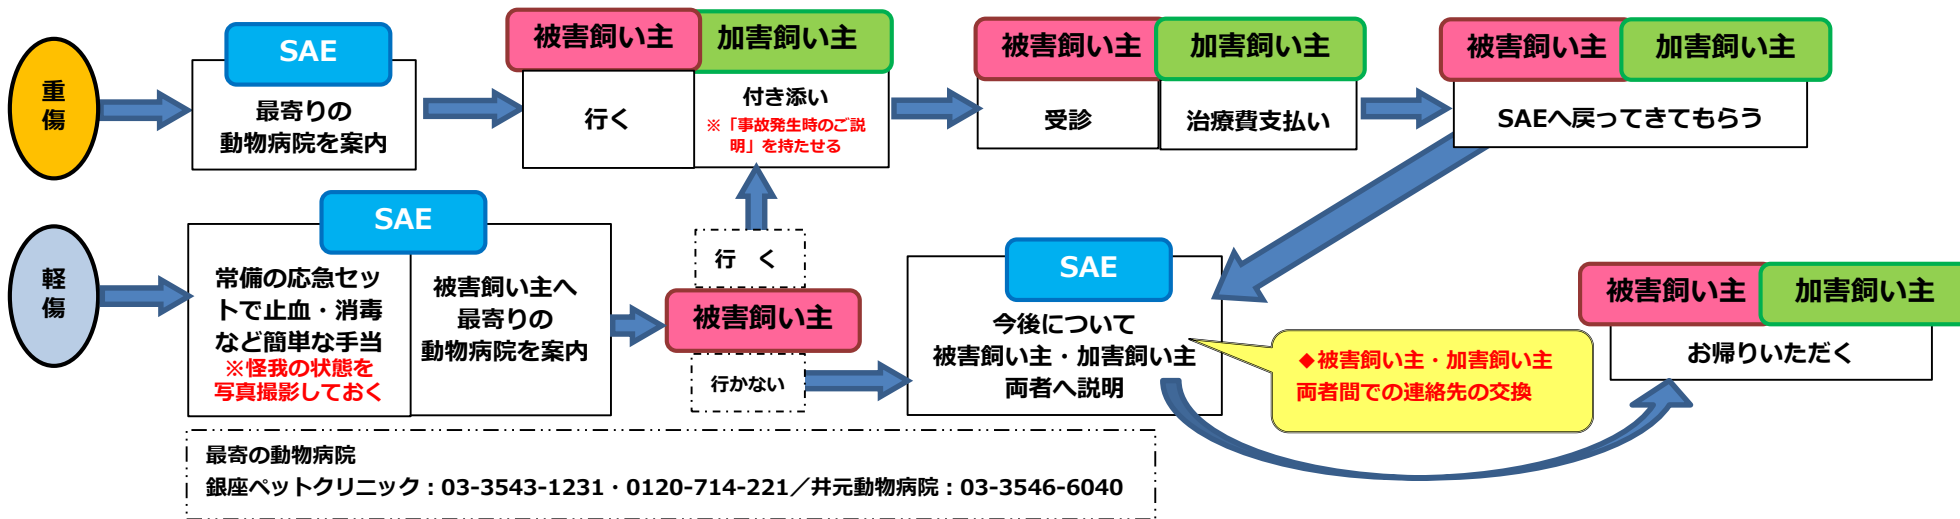 重
傷
SAE
最寄りの
動物病院を案内
被害飼い主
加害飼い主
行く
付き添い
※「事故発生時のご説
明」を持たせる
被害飼い主
加害飼い主
受診
治療費支払い
被害飼い主
加害飼い主
SAEへ戻ってきてもらう
軽
傷
SAE
常備の応急セッ
トで止血・消毒
など簡単な手当
※怪我の状態を
写真撮影しておく
被害飼い主へ
最寄りの
動物病院を案内
行　く
被害飼い主
行かない
SAE
今後について
被害飼い主・加害飼い主
両者へ説明
◆被害飼い主・加害飼い主
両者間での連絡先の交換
被害飼い主
加害飼い主
お帰りいただく
最寄の動物病院
銀座ペットクリニック：03-3543-1231・0120-714-221／井元動物病院：03-3546-6040